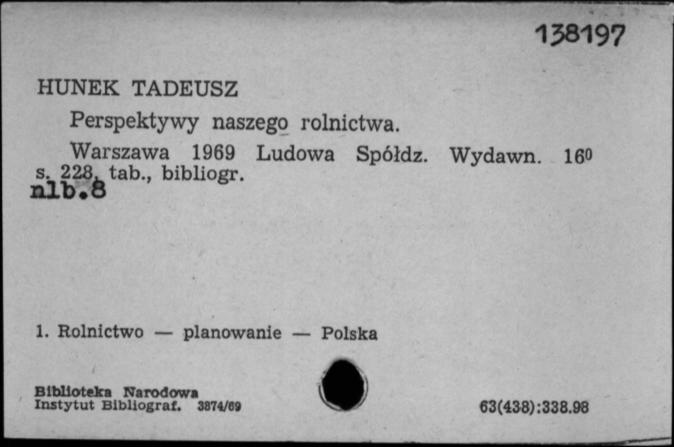 138197
HUNEK TADEUSZ
Perspektywy naszego rolnictwa.
Warszawa 1969 Ludowa Spółdz. Wydawn. 16⁰
s. 228, tab., bibliogr.
nlb.8
1. Rolnictwo — planowanie — Polska
Biblioteka Narodowa
Instytut Bibliograf. 3874/69
63(438):338.98